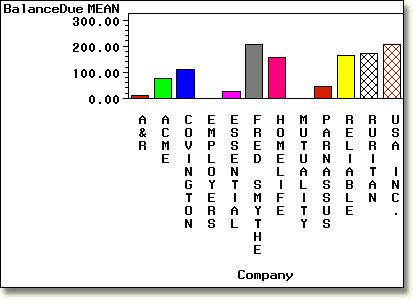 BalanceDue MEAN
300.00
200.00
100.00
0.00
A&R
ACME
COVINGTON
EMPLOYERS
ESSENTIAL
FRED SMYTHE
HOMELIFE
MUTUALITY
PARNASSUS
RELIABLE
RURITAN
USA INC.
Company